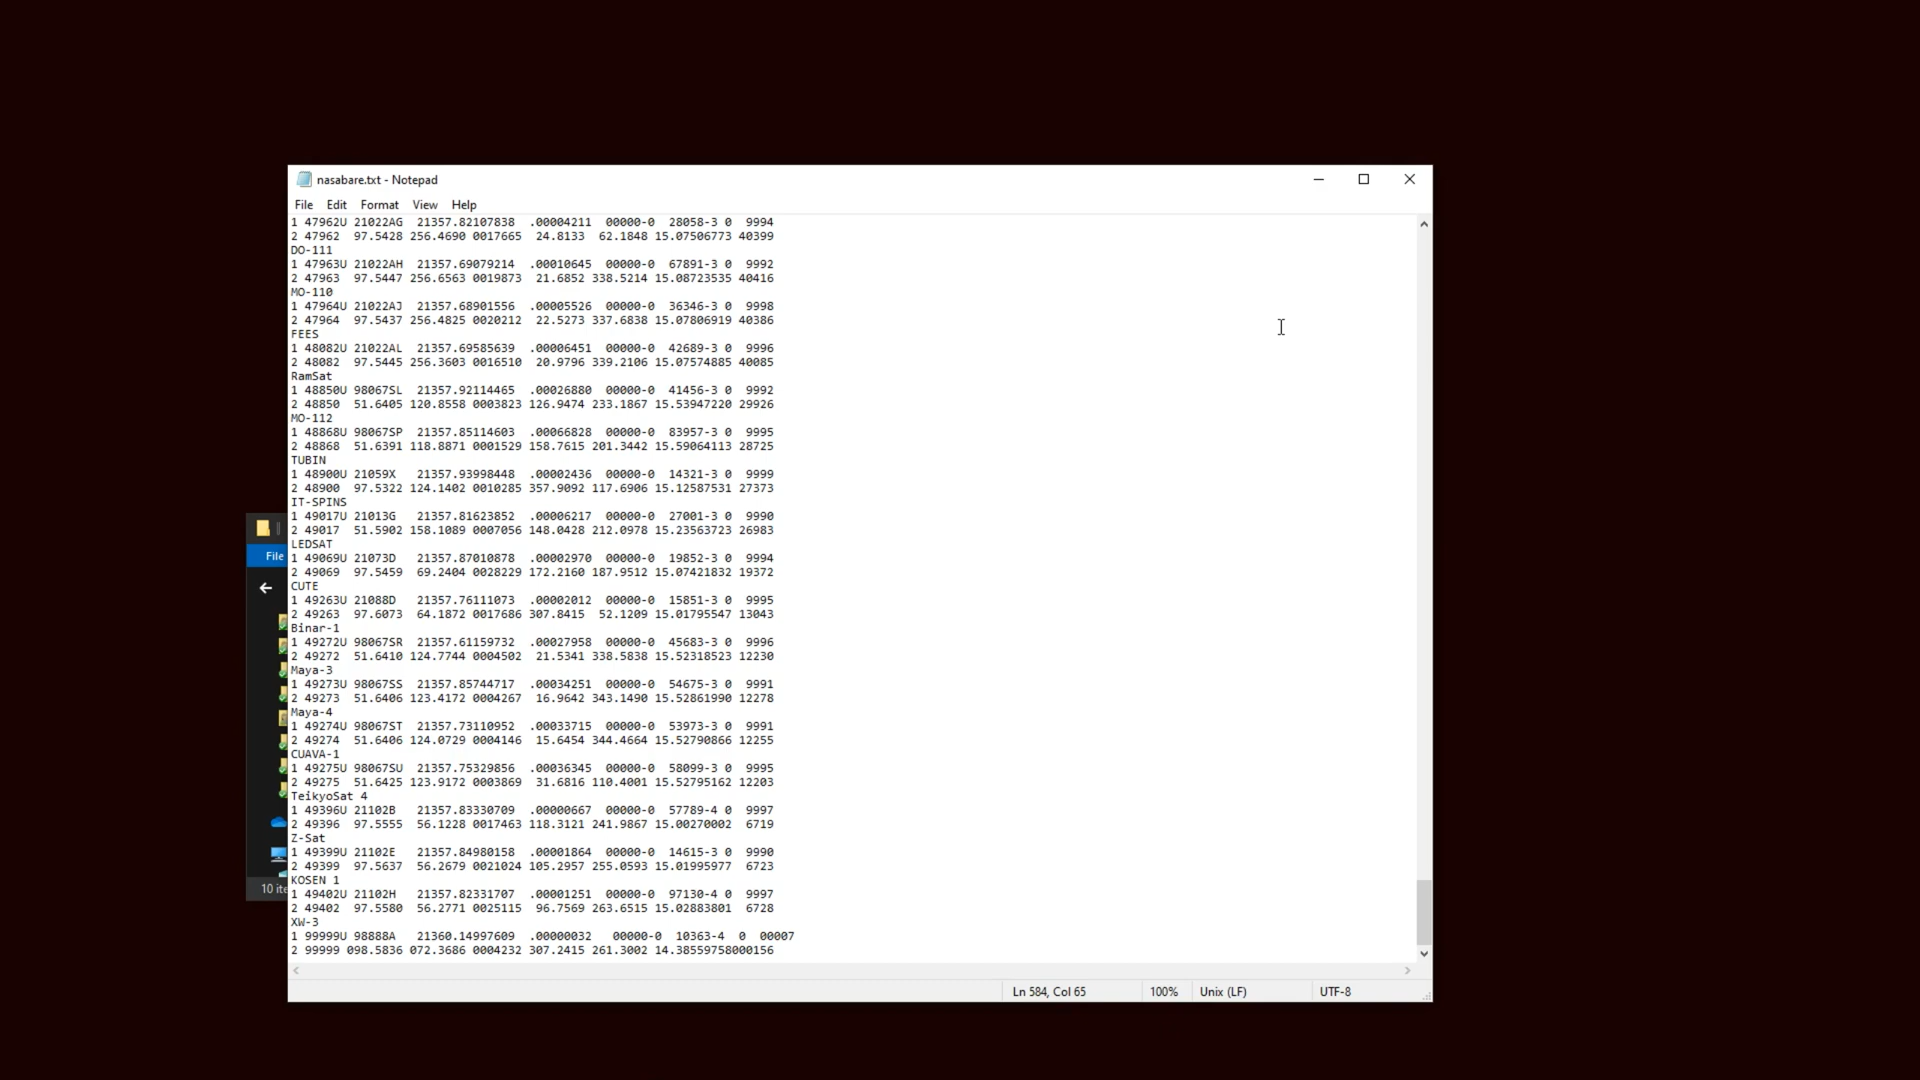 nasabare.txt - Notepad
File Edit Format View Help
1 47962U 21022AG  21357.82107838  .00004211  00000-0  28058-3 0  9994
2 47962  97.5428 256.4690 0017665  24.8133  62.1848 15.07506773 40399
DO-111
1 47963U 21022AH  21357.69079214  .00010645  00000-0  67891-3 0  9992
2 47963  97.5447 256.6563 0019873  21.6852 338.5214 15.08723535 40416
MO-110
1 47964U 21022AJ  21357.68901556  .00005526  00000-0  36346-3 0  9998
2 47964  97.5437 256.4825 0020212  22.5273 337.6838 15.07806919 40386
FEES
1 48082U 21022AL  21357.69585639  .00006451  00000-0  42689-3 0  9996
2 48082  97.5445 256.3603 0016510  20.9796 339.2106 15.07574885 40085
RamSat
1 48850U 98067SL  21357.92114465  .00026880  00000-0  41456-3 0  9992
2 48850  51.6405 120.8558 0003823 126.9474 233.1867 15.53947220 29926
MO-112
1 48868U 98067SP  21357.85114603  .00066828  00000-0  83957-3 0  9995
2 48868  51.6391 118.8871 0001529 158.7615 201.3442 15.59064113 28725
TUBIN
1 48900U 21059X   21357.93998448  .00002436  00000-0  14321-3 0  9999
2 48900  97.5322 124.1402 0010285 357.9092 117.6906 15.12587531 27373
IT-SPINS
1 49017U 21013G   21357.81623852  .00006217  00000-0  27001-3 0  9990
2 49017  51.5902 158.1089 0007056 148.0428 212.0978 15.23563723 26983
LEDSAT
1 49069U 21073D   21357.87010878  .00002970  00000-0  19852-3 0  9994
2 49069  97.5459  69.2404 0028229 172.2160 187.9512 15.07421832 19372
CUTE
1 49263U 21088D   21357.76111073  .00002012  00000-0  15851-3 0  9995
2 49263  97.6073  64.1872 0017686 307.8415  52.1209 15.01795547 13043
Binar-1
1 49272U 98067SR  21357.61159732  .00027958  00000-0  45683-3 0  9996
2 49272  51.6410 124.7744 0004502  21.5341 338.5838 15.52318523 12230
Maya-3
1 49273U 98067SS  21357.85744717  .00034251  00000-0  54675-3 0  9991
2 49273  51.6406 123.4172 0004267  16.9642 343.1490 15.52861990 12278
Maya-4
1 49274U 98067ST  21357.73110952  .00033715  00000-0  53973-3 0  9991
2 49274  51.6406 124.0729 0004146  15.6454 344.4664 15.52790866 12255
CUAVA-1
1 49275U 98067SU  21357.75329856  .00036345  00000-0  58099-3 0  9995
2 49275  51.6425 123.9172 0003869  31.6816 110.4001 15.52795162 12203
TeikyoSat 4
1 49396U 21102B   21357.83330709  .00000667  00000-0  57789-4 0  9997
2 49396  97.5555  56.1228 0017463 118.3121 241.9867 15.00270002  6719
Z-Sat
1 49399U 21102E   21357.84980158  .00001864  00000-0  14615-3 0  9990
2 49399  97.5637  56.2679 0021024 105.2957 255.0593 15.01995977  6723
KOSEN 1
1 49402U 21102H   21357.82331707  .00001251  00000-0  97130-4 0  9997
2 49402  97.5580  56.2771 0025115  96.7569 263.6515 15.02883801  6728
XW-3
1 99999U 98888A   21360.14997609  .00000032   00000-0  10363-4  0  00007
2 99999 098.5836 072.3686 0004232 307.2415 261.3002 14.38559758000156
Ln 584, Col 65 100% Unix (LF) UTF-8
File
10 ite